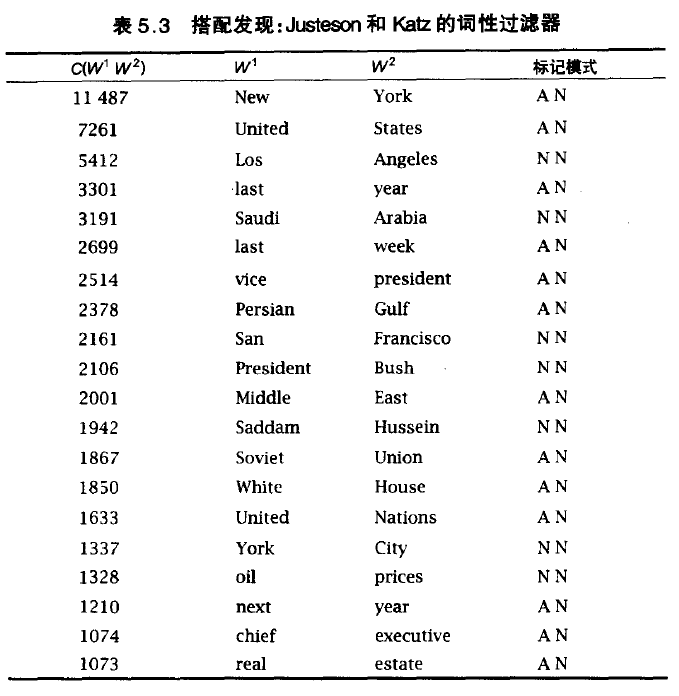 表 5.3 搭配发现:Justeson 和 Katz 的词性过滤器
C(W¹ W²) W¹ W² 标记模式
11 487 New York A N
7261 United States A N
5412 Los Angeles N N
3301 last year A N
3191 Saudi Arabia N N
2699 last week A N
2514 vice president A N
2378 Persian Gulf A N
2161 San Francisco N N
2106 President Bush N N
2001 Middle East A N
1942 Saddam Hussein N N
1867 Soviet Union A N
1850 White House A N
1633 United Nations A N
1337 York City N N
1328 oil prices N N
1210 next year A N
1074 chief executive A N
1073 real estate A N